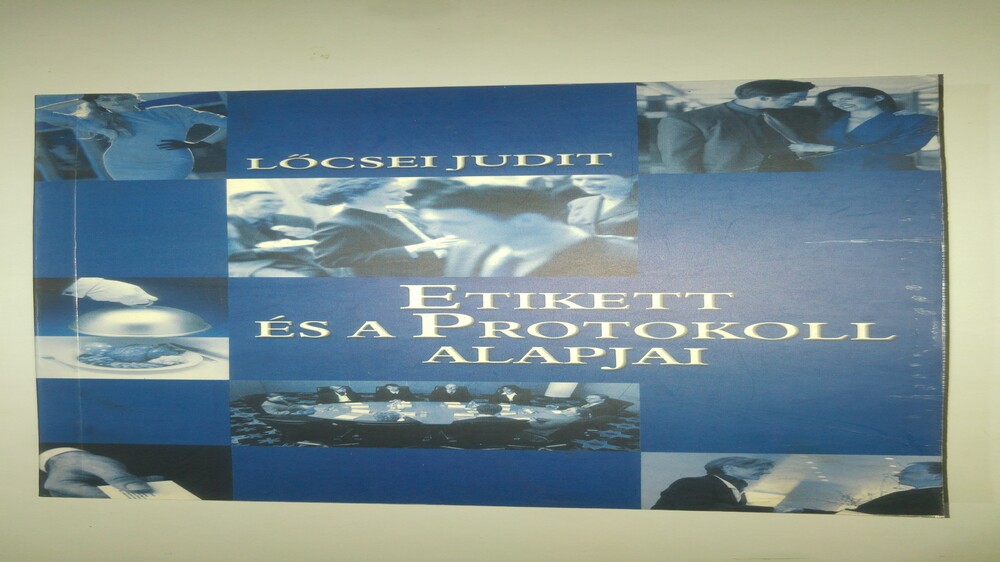 LŐCSEI JUDIT
ETIKETT
ÉS A PROTOKOLL
ALAPJAI